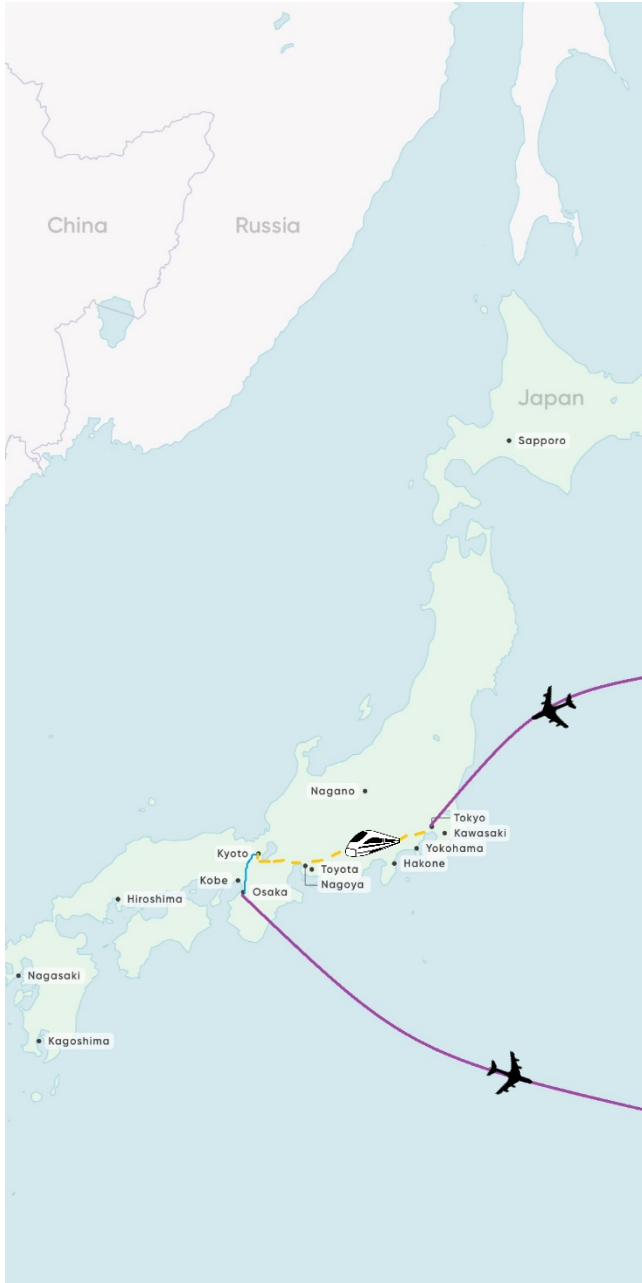 China
Russia
Japan
Sapporo
Nagano
Tokyo
Kawasaki
Yokohama
Hakone
Kyoto
Toyota
Nagoya
Kobe
Osaka
Hiroshima
Nagasaki
Kagoshima